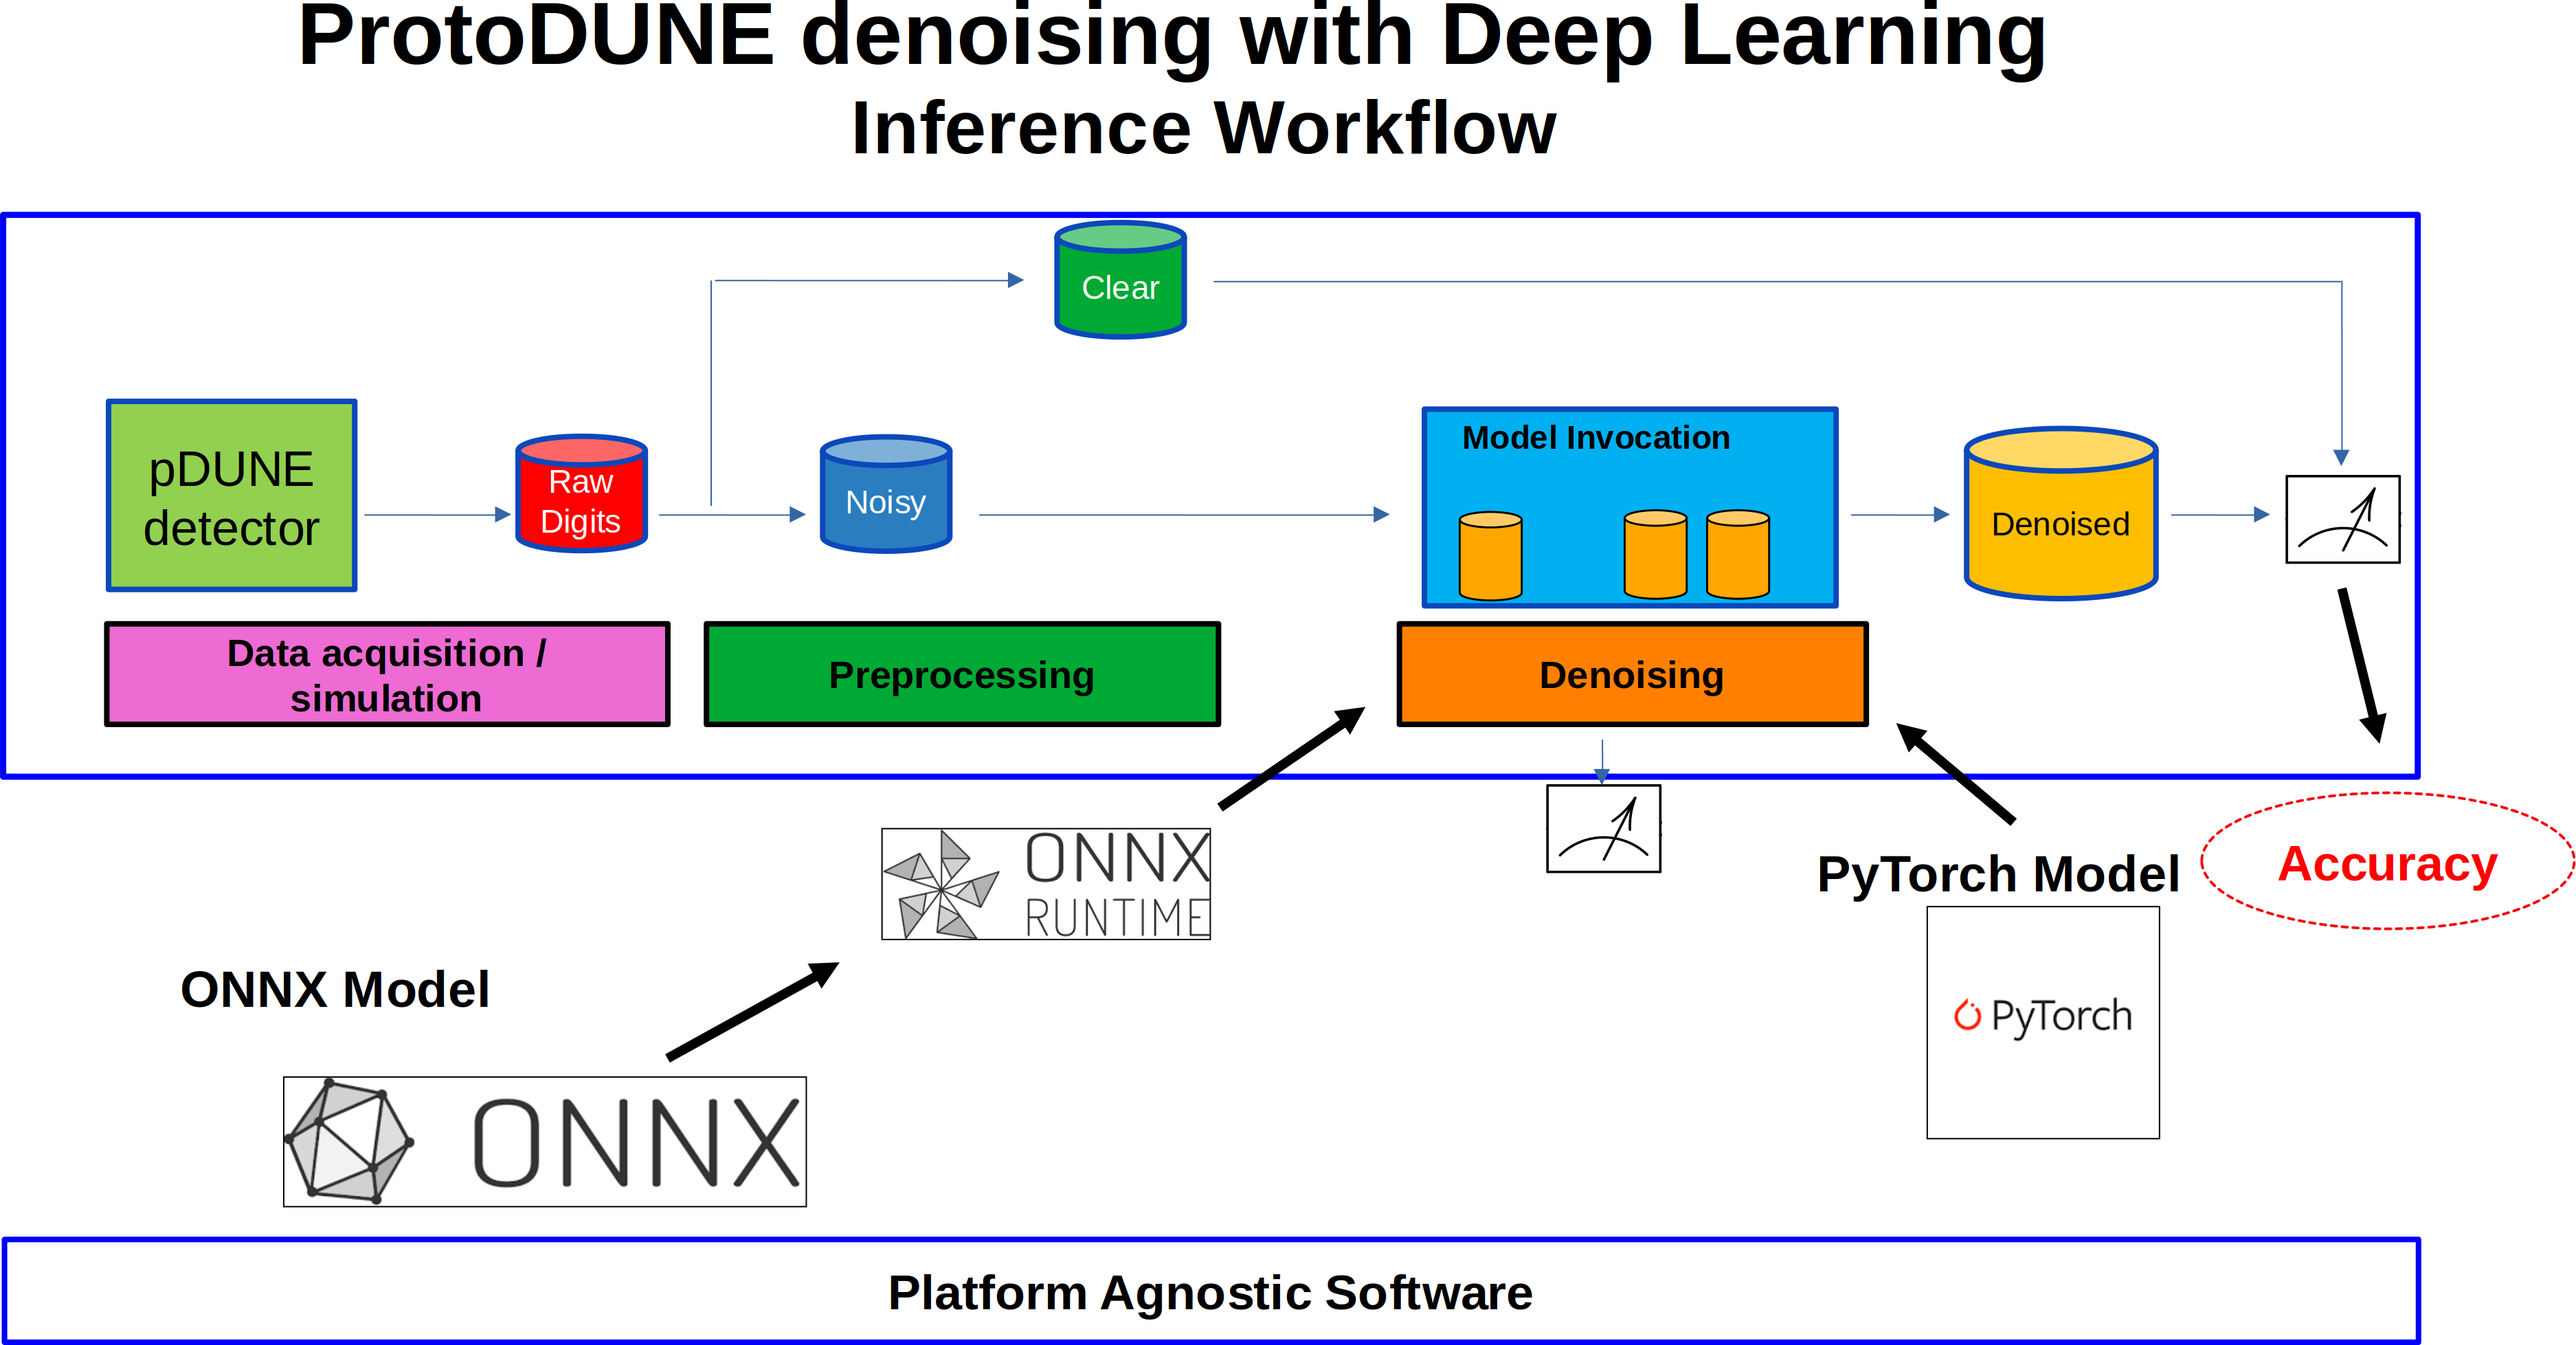 ProtoDUNE denoising with Deep Learning
Inference Workflow
Clear
pDUNE
detector
Raw
Digits
Noisy
Model Invocation
Denoised
Data acquisition /
simulation
Preprocessing
Denoising
ONNX
RUNTIME
PyTorch Model
Accuracy
ONNX Model
PyTorch
ONNX
Platform Agnostic Software